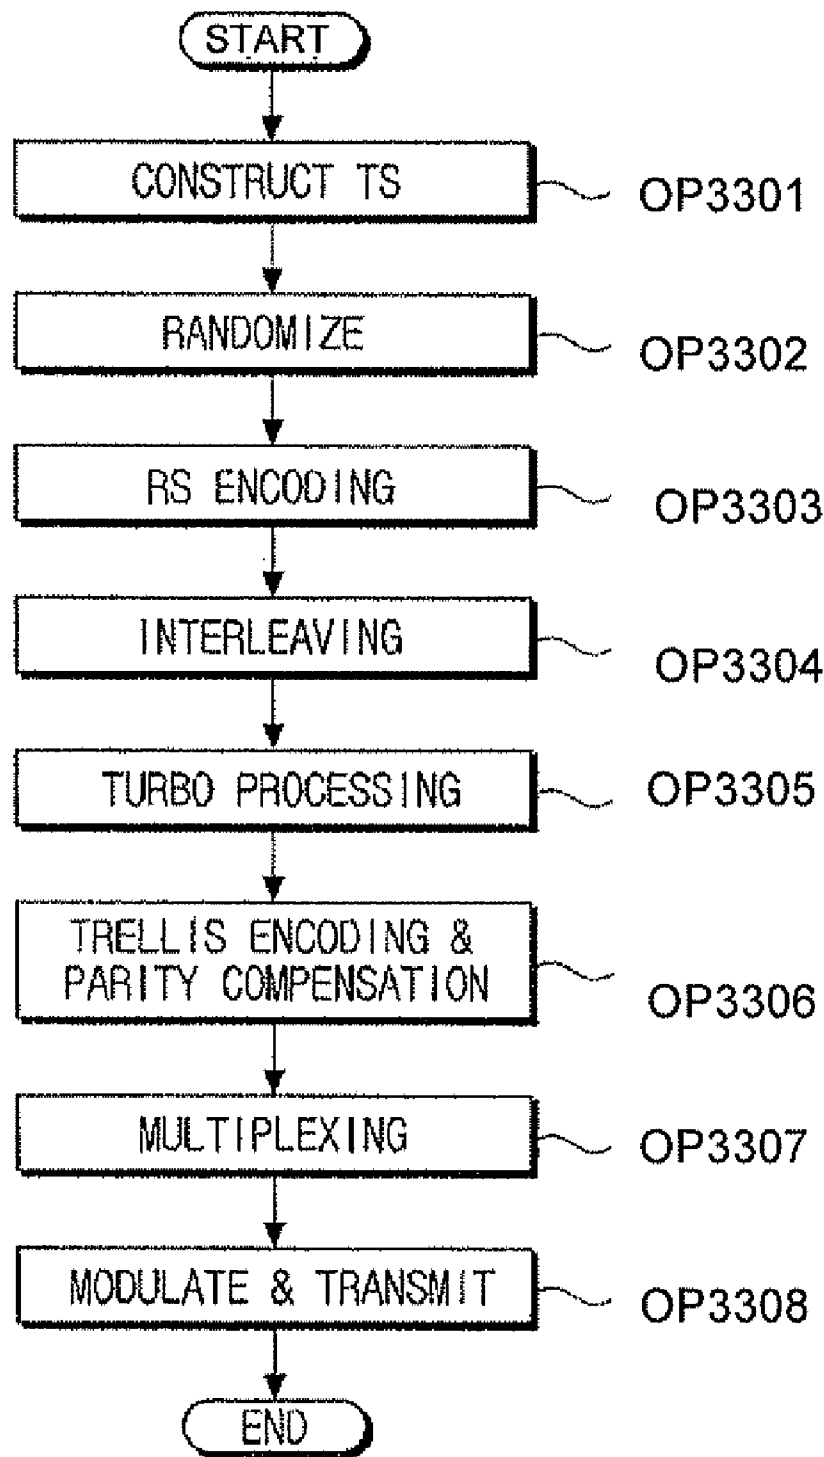 START
CONSTRUCT TS
OP3301
RANDOMIZE
OP3302
RS ENCODING
OP3303
INTERLEAVING
OP3304
TURBO PROCESSING
OP3305
TRELLIS ENCODING &
PARITY COMPENSATION
OP3306
MULTIPLEXING
OP3307
MODULATE & TRANSMIT
OP3308
END